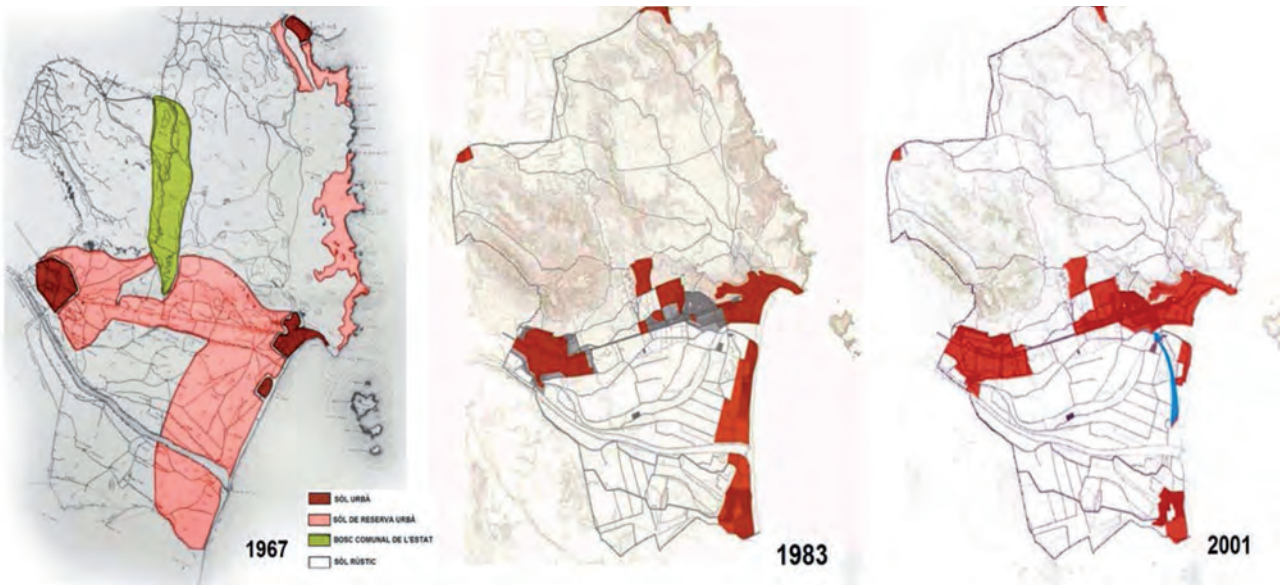 SÒL URBÀ
SÒL DE RESERVA URBÀ
BOSC COMUNAL DE L'ESTAT
SÒL RÚSTIC
1967
1983
2001